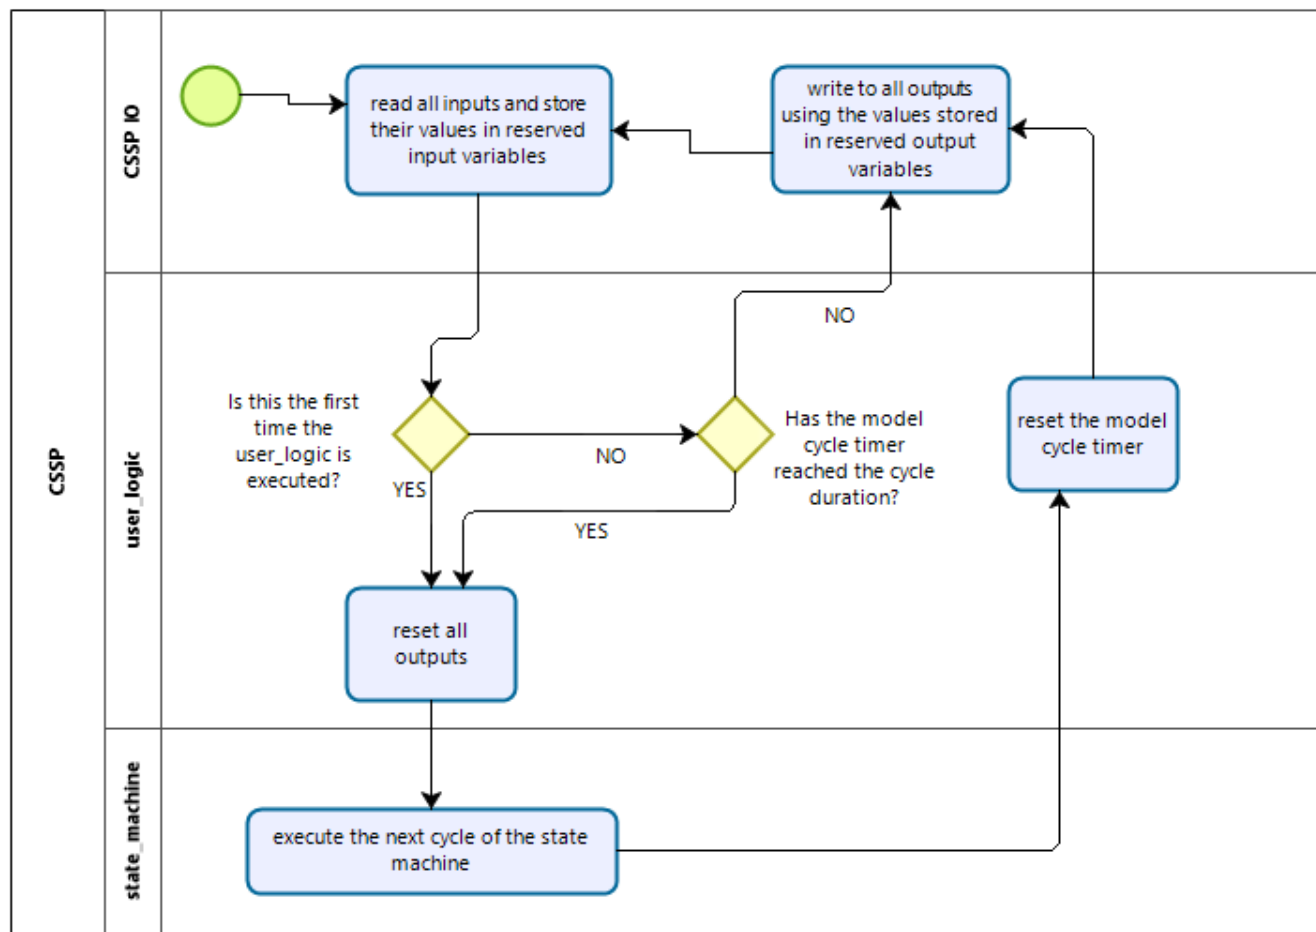 CSSP
CSSP IO
read all inputs and store
their values in reserved
input variables
write to all outputs
using the values stored
in reserved output
variables
user_logic
Is this the first
time the
user_logic is
executed?
YES
NO
NO
Has the model
cycle timer
reached the cycle
duration?
YES
reset the model
cycle timer
reset all
outputs
state_machine
execute the next cycle of the state
machine